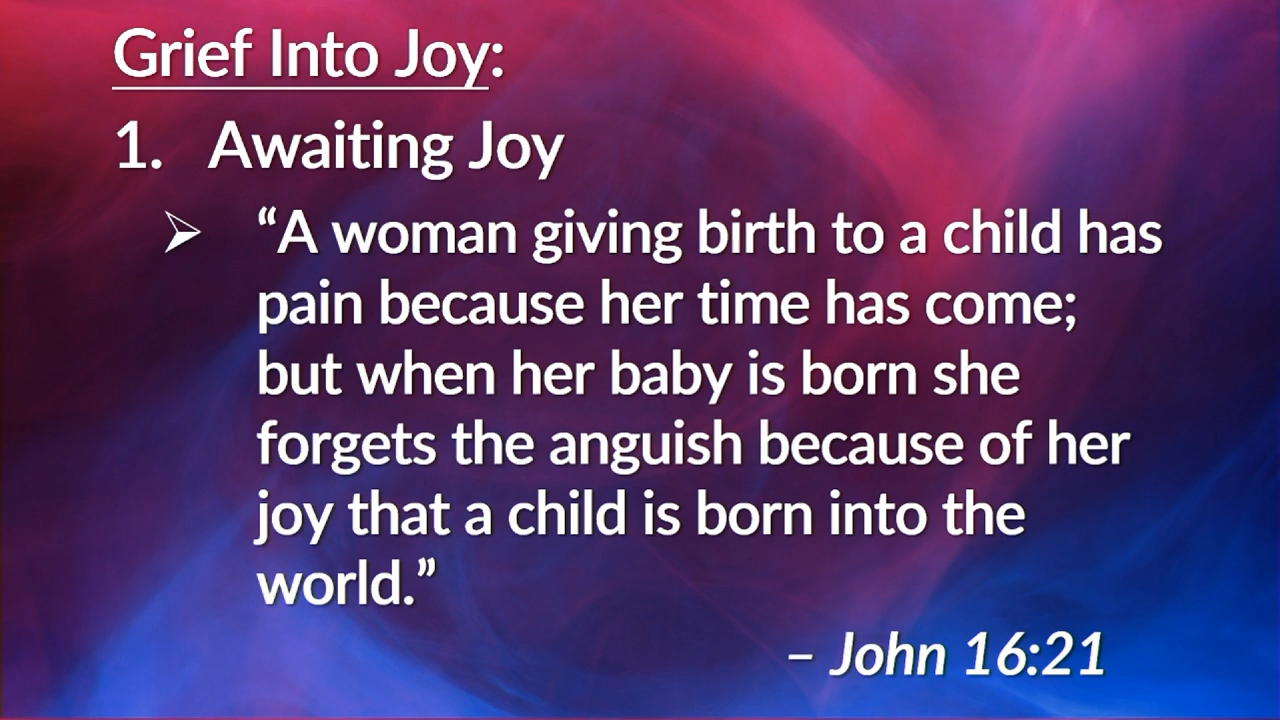 Grief Into Joy:
1. Awaiting Joy
➢ “A woman giving birth to a child has
pain because her time has come;
but when her baby is born she
forgets the anguish because of her
joy that a child is born into the
world.”
– John 16:21